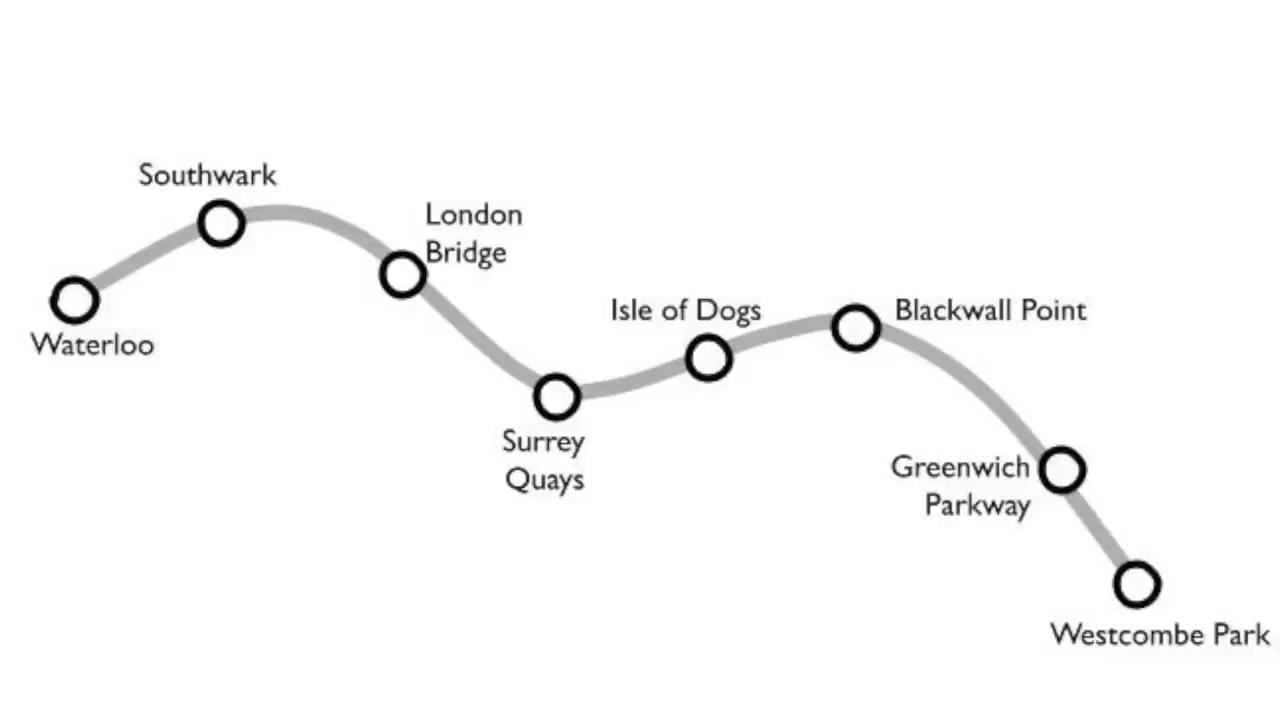 Southwark
London
Bridge
Waterloo
Isle of Dogs
Blackwall Point
Surrey
Quays
Greenwich
Parkway
Westcombe Park